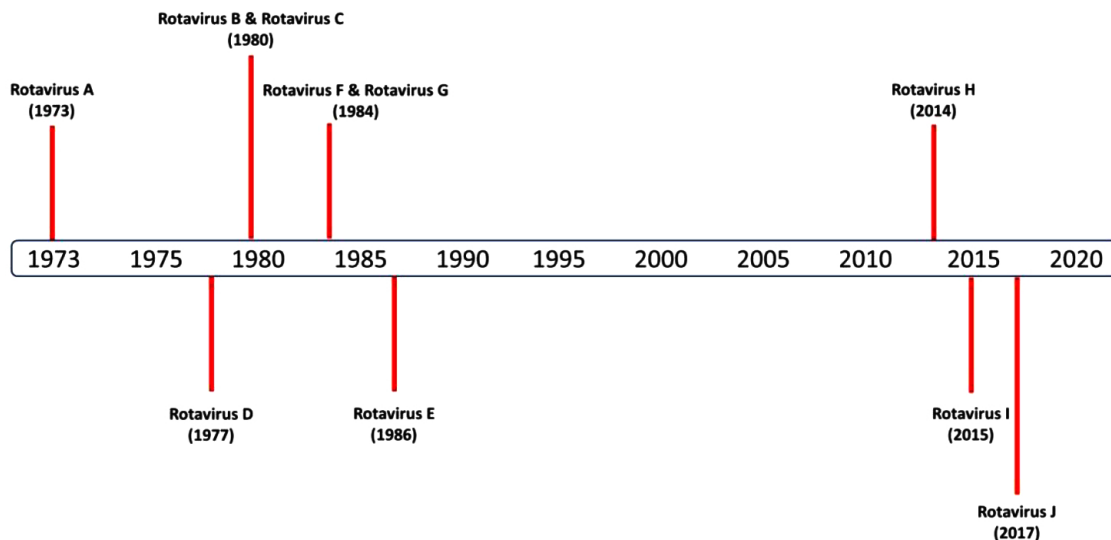 Rotavirus B & Rotavirus C
(1980)
Rotavirus A
(1973)
Rotavirus F & Rotavirus G
(1984)
Rotavirus H
(2014)
1973 1975 1980 1985 1990 1995 2000 2005 2010 2015 2020
Rotavirus D
(1977)
Rotavirus E
(1986)
Rotavirus I
(2015)
Rotavirus J
(2017)